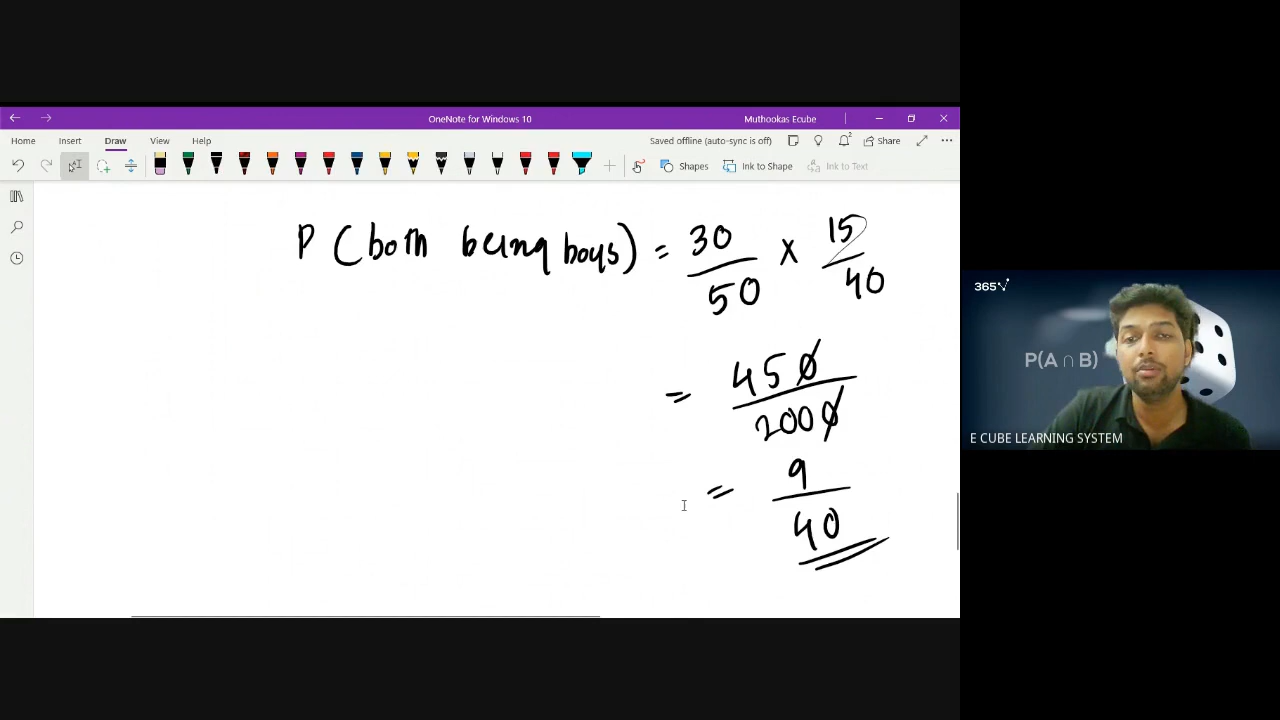 OneNote for Windows 10
Muthookas Ecube
Home Insert Draw View Help
Saved offline (auto-sync is off)
Share
Shapes
Ink to Shape
Ink to Text
P (both being boys) = 30/50 x 15/40
= 450/2000
= 9/40
365
P(A ∩ B)
E CUBE LEARNING SYSTEM